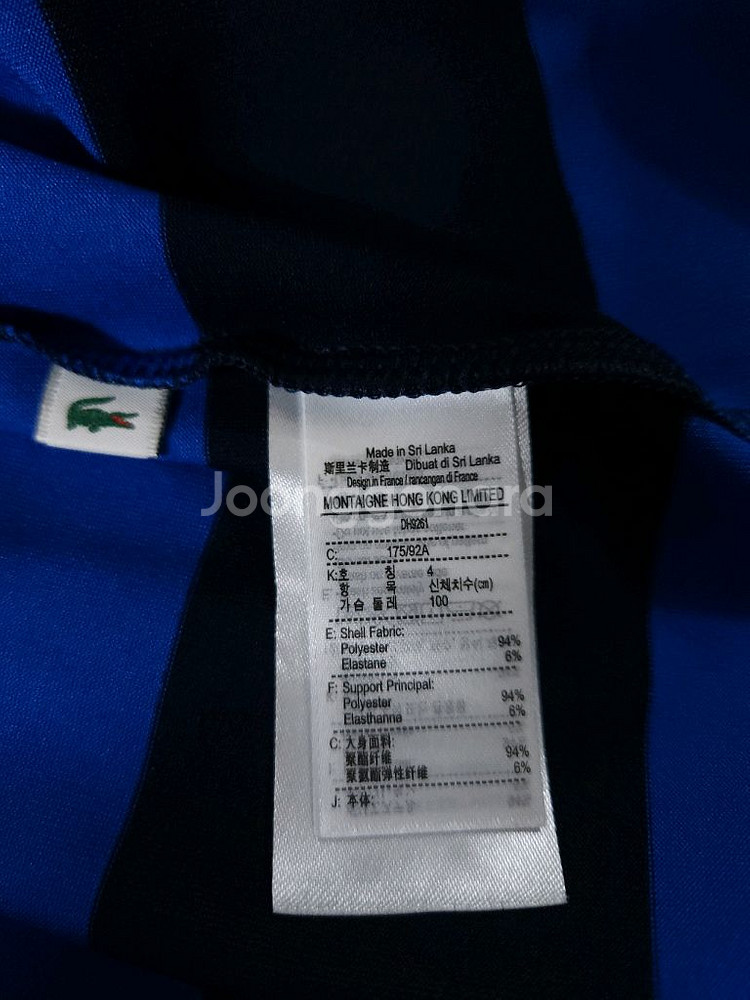 Made in Sri Lanka
斯里兰卡制造 Dibuat di Sri Lanka
Design in France / rancangan di France
MONTAIGNE HONG KONG LIMITED
Joonggonara
DH9261
C: 175/92A
K: 호 칭 4
항 목 신체치수(cm)
가슴 둘레 100
E: Shell Fabric:
Polyester 94%
Elastane 6%
F: Support Principal:
Polyester 94%
Elasthanne 6%
C: 大身面料:
聚酯纤维 94%
聚氨酯弹性纤维 6%
J: 本体: